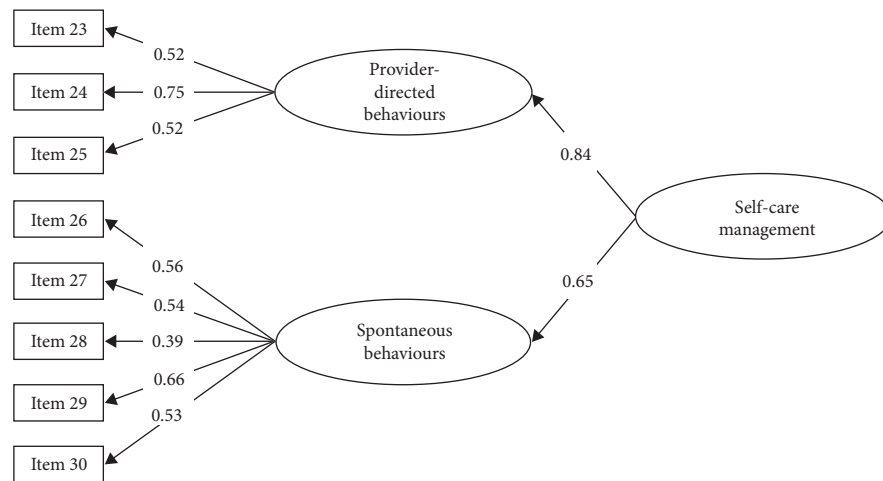 Item 23
Item 24
Item 25
Item 26
Item 27
Item 28
Item 29
Item 30
0.52
0.75
0.52
0.56
0.54
0.39
0.66
0.53
Provider-
directed
behaviours
Spontaneous
behaviours
0.84
0.65
Self-care
management